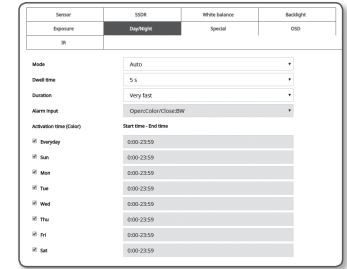 Sensor SSDR White balance Backlight
Exposure Day/Night Special OSD
IR
Mode Auto
Dwell time 5 s
Duration Very fast
Alarm Input Open:Color/Close:BW
Activation time (Color) Start time - End time
Everyday 0:00-23:59
Sun 0:00-23:59
Mon 0:00-23:59
Tue 0:00-23:59
Wed 0:00-23:59
Thu 0:00-23:59
Fri 0:00-23:59
Sat 0:00-23:59